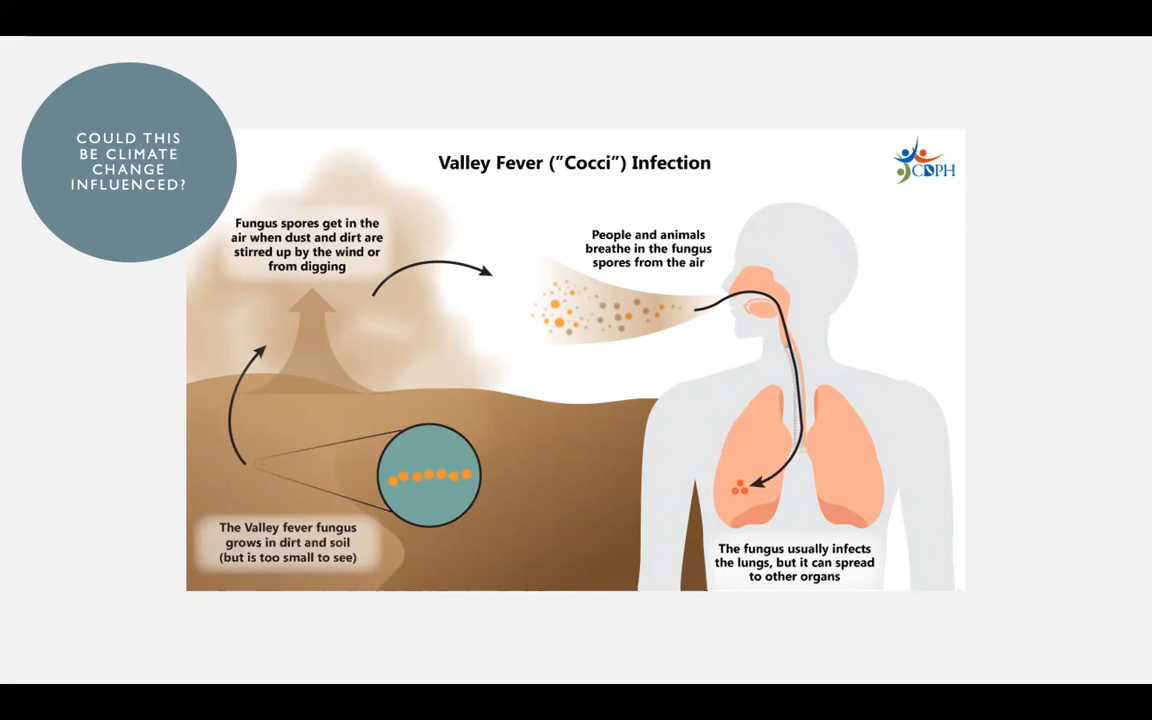 COULD THIS
BE CLIMATE
CHANGE
INFLUENCED?
Valley Fever ("Cocci") Infection
CDPH
Fungus spores get in the
air when dust and dirt are
stirred up by the wind or
from digging
People and animals
breathe in the fungus
spores from the air
The Valley fever fungus
grows in dirt and soil
(but is too small to see)
The fungus usually infects
the lungs, but it can spread
to other organs